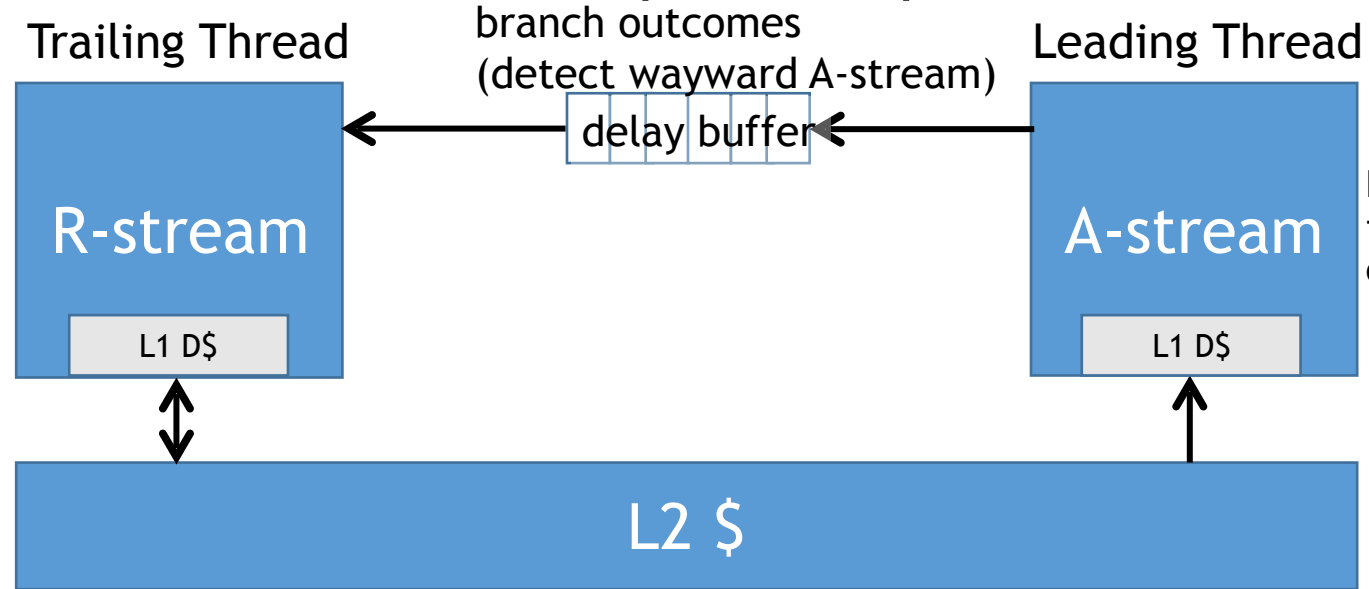 branch outcomes
(detect wayward A-stream)
Trailing Thread
Leading Thread
delay buffer
R-stream
A-stream
L1 D$
L1 D$
L2 $